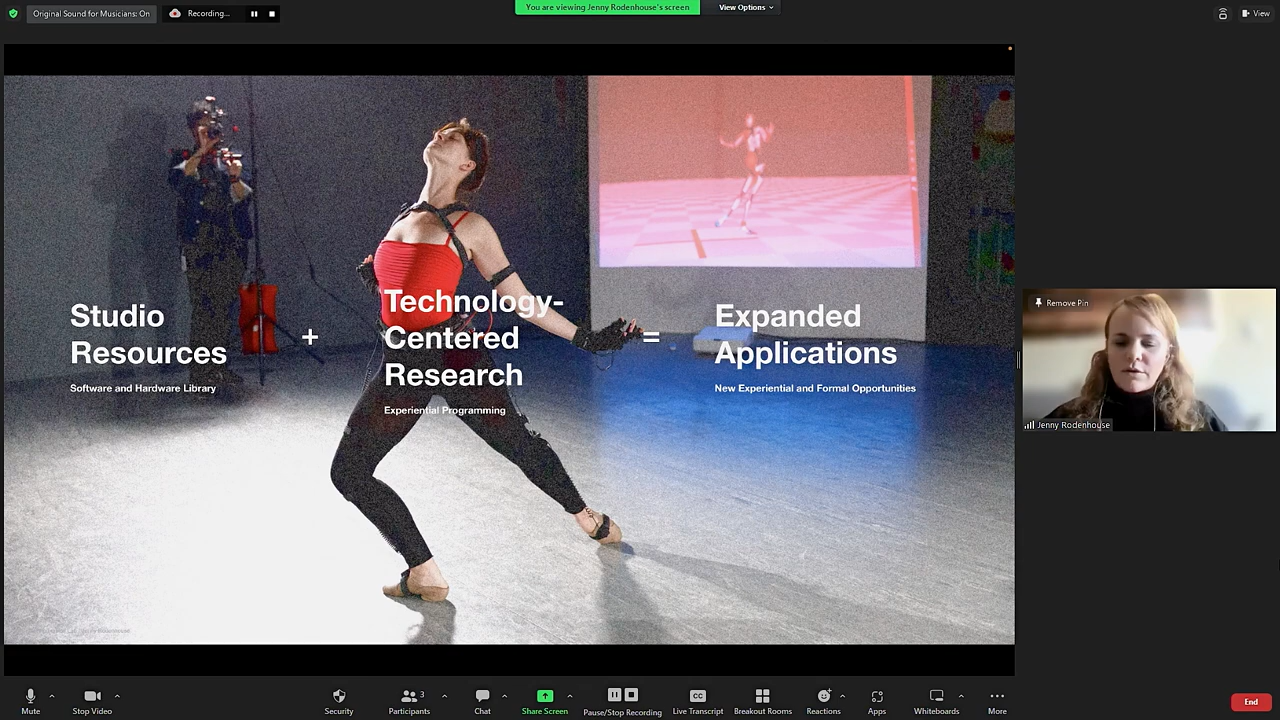 Original Sound for Musicians: On
Recording...
You are viewing Jenny Rodenhouse's screen
View Options
View
Studio
Resources
Software and Hardware Library
+
Technology-
Centered
Research
Experiential Programming
=
Expanded
Applications
New Experiential and Formal Opportunities
Remove Pin
Jenny Rodenhouse
Mute
Stop Video
Security
3
Participants
Chat
Share Screen
Pause/Stop Recording
CC
Live Transcript
Breakout Rooms
Reactions
Apps
Whiteboards
More
End